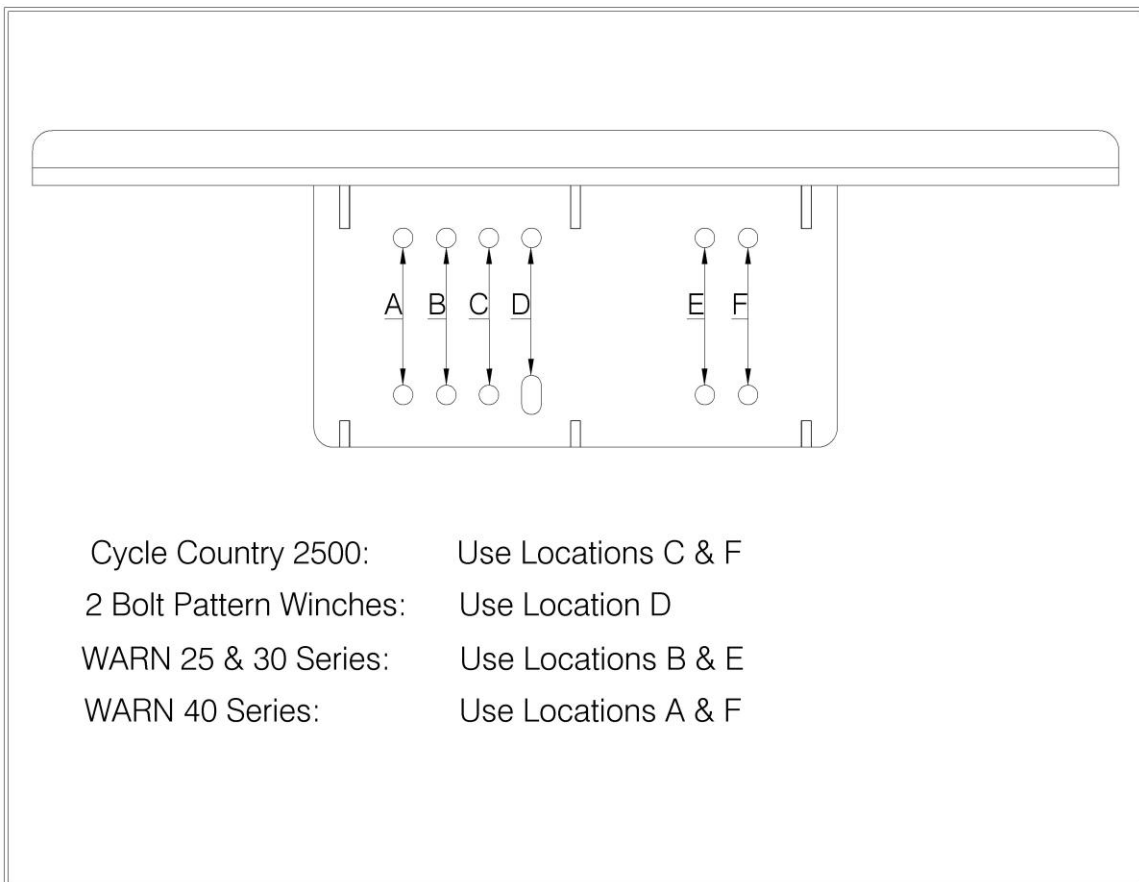 A B C D E F
Cycle Country 2500: Use Locations C & F
2 Bolt Pattern Winches: Use Location D
WARN 25 & 30 Series: Use Locations B & E
WARN 40 Series: Use Locations A & F